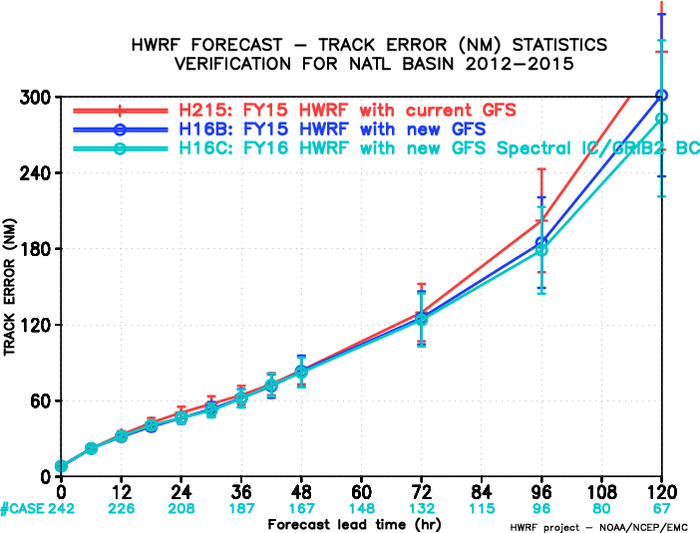 HWRF FORECAST – TRACK ERROR (NM) STATISTICS
VERIFICATION FOR NATL BASIN 2012–2015
H215: FY15 HWRF with current GFS
H16B: FY15 HWRF with new GFS
H16C: FY16 HWRF with new GFS Spectral IC/GRIB2 BC
300
240
180
120
60
0
TRACK ERROR (NM)
0 12 24 36 48 60 72 84 96 108 120
#CASE 242 226 208 187 167 148 132 115 96 80 67
Forecast lead time (hr)
HWRF project – NOAA/NCEP/EMC